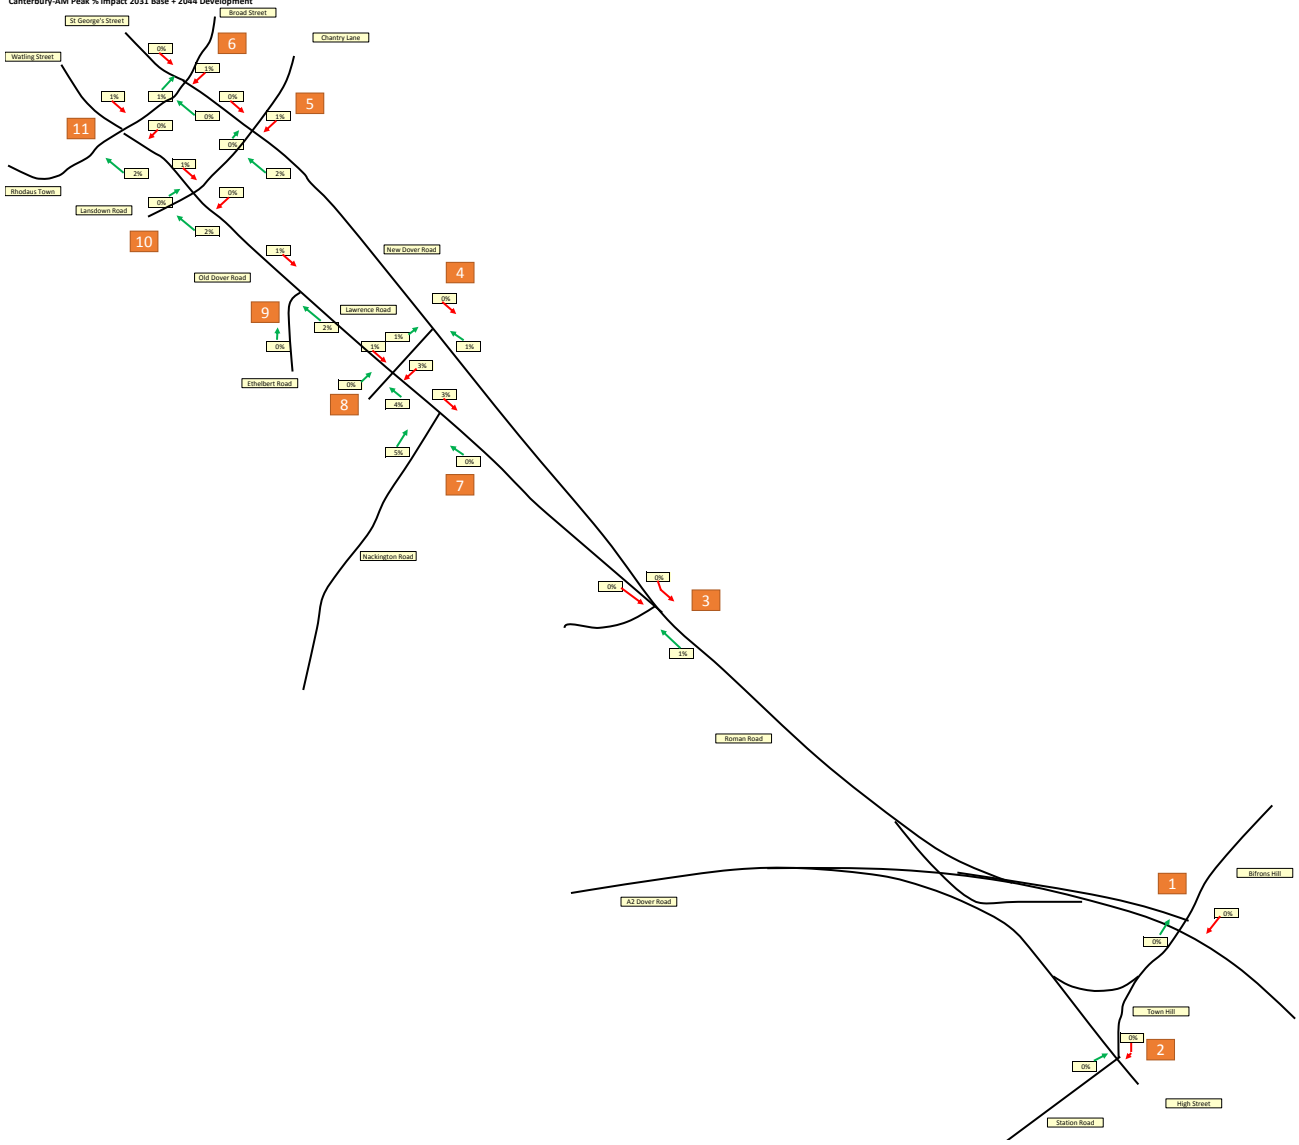 Canterbury-AM Peak % Impact 2031 Base + 2044 Development
Broad Street
St George's Street
Chantry Lane
6
0%
Watling Street
1%
1%
1%
0%
5
0%
1%
11
0%
0%
1%
2%
2%
Rhodaus Town
0%
0%
Lansdown Road
2%
10
New Dover Road
1%
4
Old Dover Road
0%
9
Lawrence Road
2%
1%
0%
1%
1%
3%
Ethelbert Road
0%
3%
8
4%
5%
0%
7
Nackington Road
0%
0%
3
1%
Roman Road
Bifrons Hill
1
A2 Dover Road
0%
0%
Town Hill
0%
2
0%
High Street
Station Road